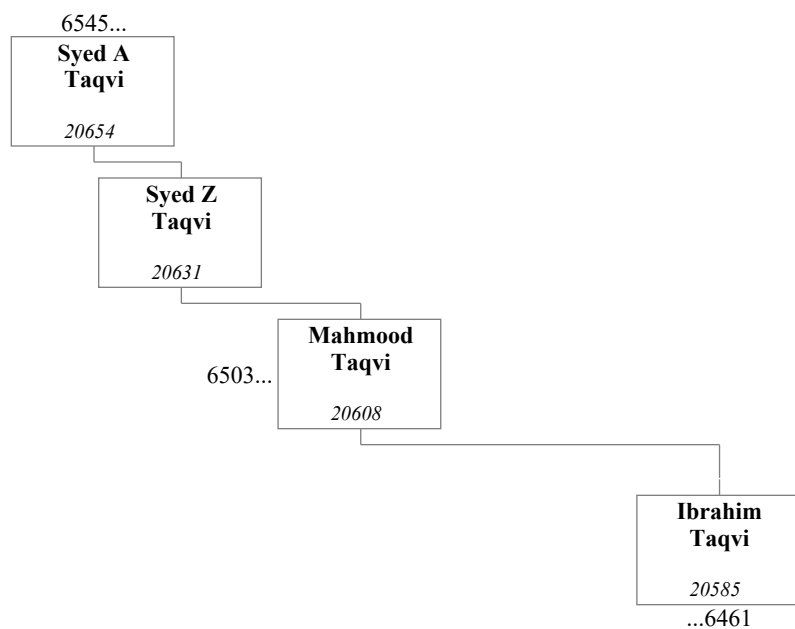 6545...
Syed A
Taqvi
20654
Syed Z
Taqvi
20631
Mahmood
Taqvi
6503...
20608
Ibrahim
Taqvi
20585
...6461